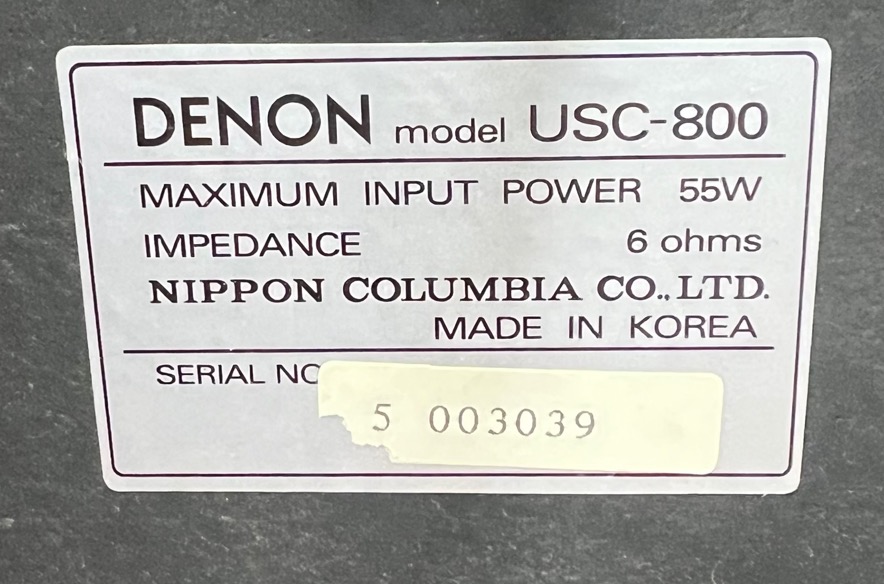 DENON model USC-800
MAXIMUM INPUT POWER 55W
IMPEDANCE 6 ohms
NIPPON COLUMBIA CO., LTD.
MADE IN KOREA
SERIAL NO
5 003039